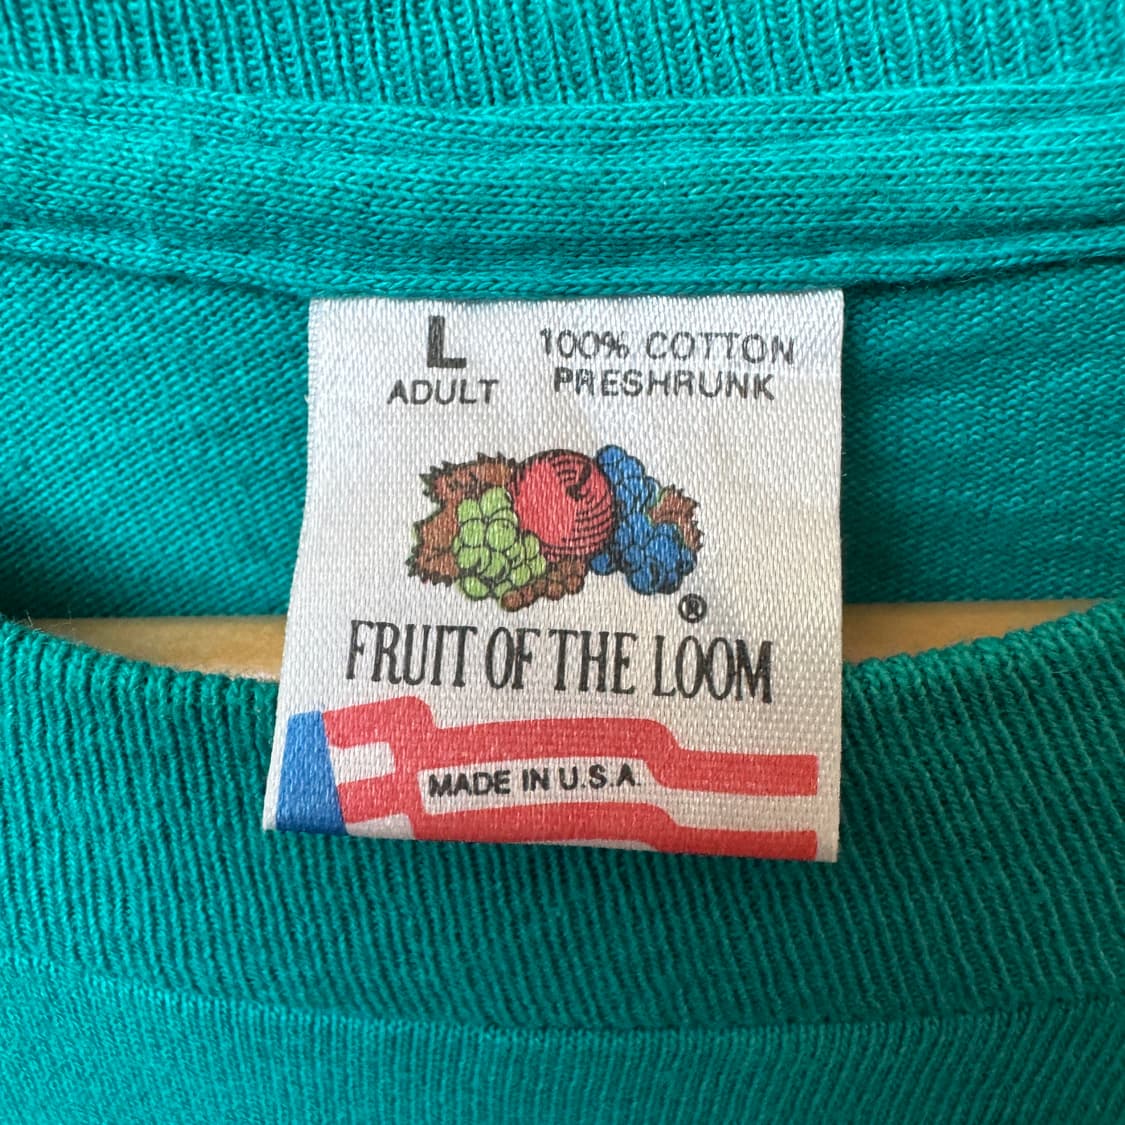 L
ADULT
100% COTTON
PRESHRUNK
®
FRUIT OF THE LOOM
MADE IN U.S.A.